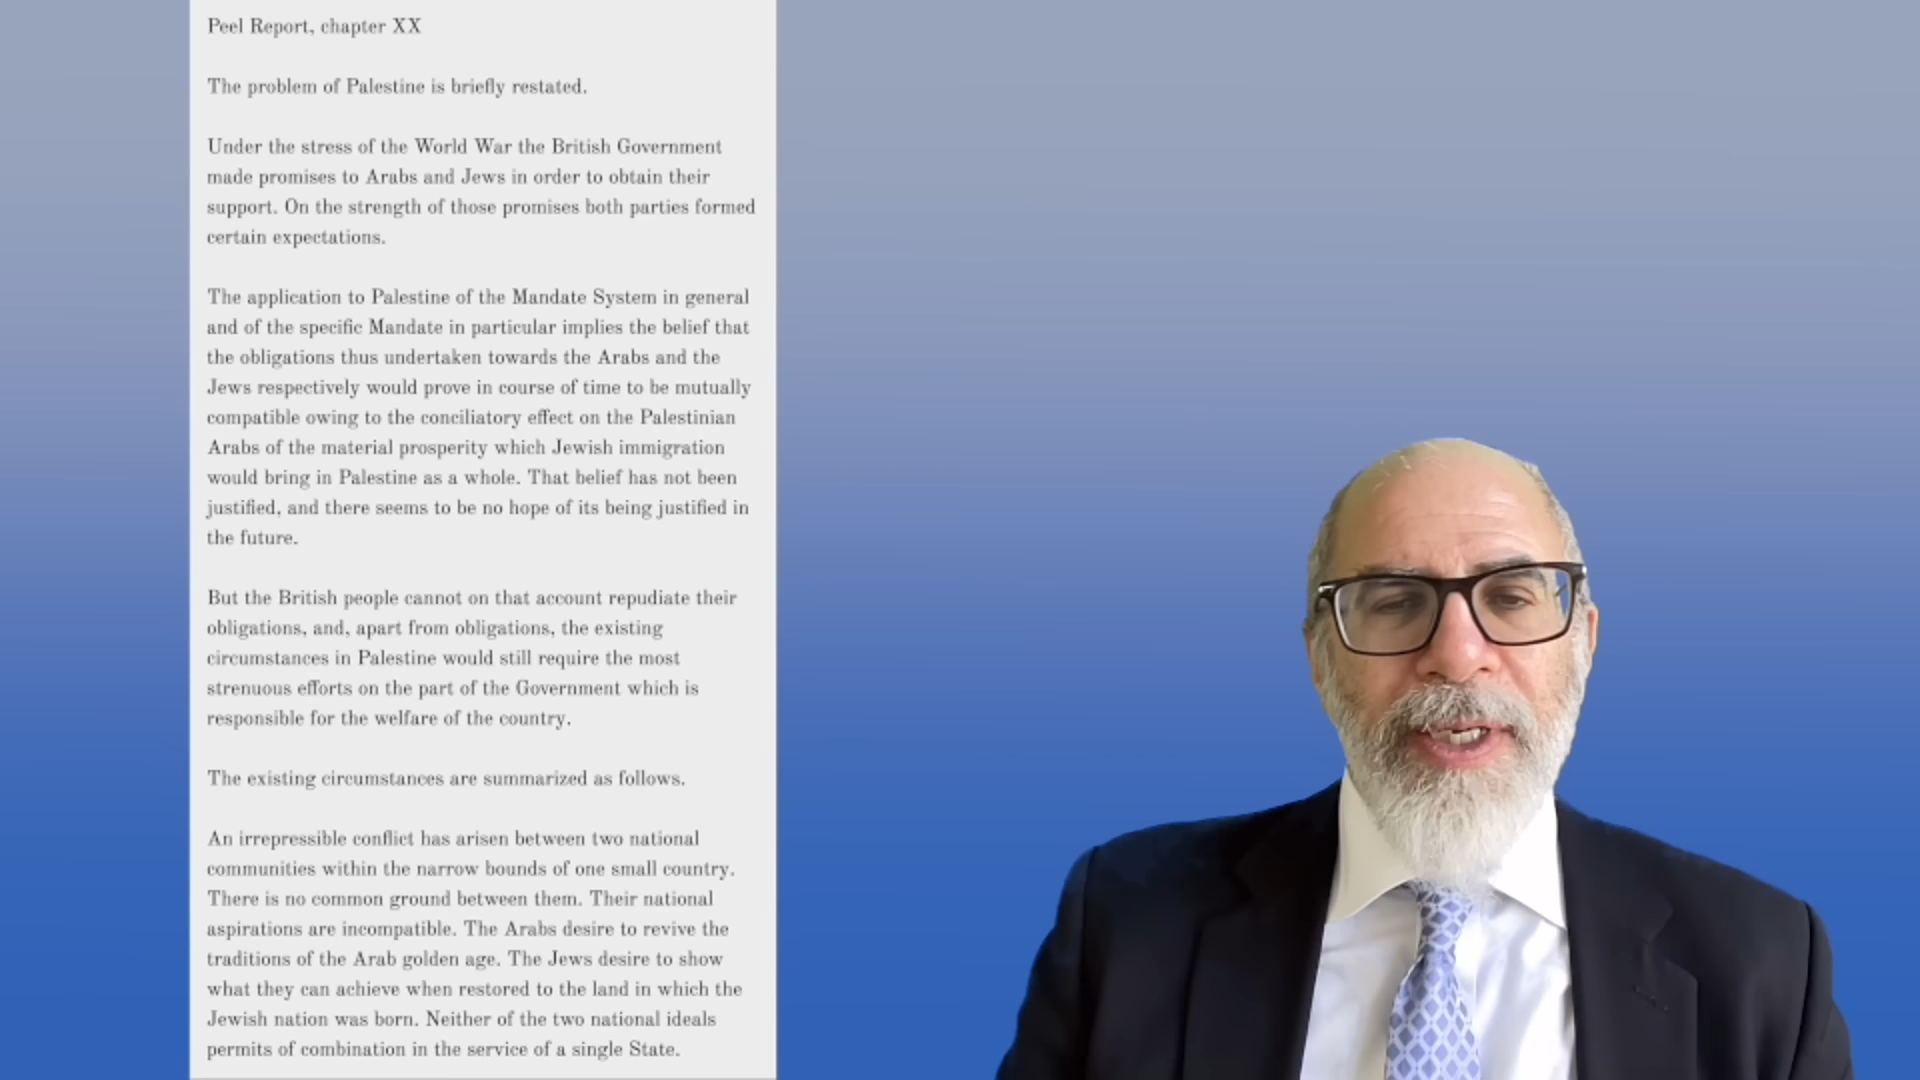 Peel Report, chapter XX
The problem of Palestine is briefly restated.
Under the stress of the World War the British Government
made promises to Arabs and Jews in order to obtain their
support. On the strength of those promises both parties formed
certain expectations.
The application to Palestine of the Mandate System in general
and of the specific Mandate in particular implies the belief that
the obligations thus undertaken towards the Arabs and the
Jews respectively would prove in course of time to be mutually
compatible owing to the conciliatory effect on the Palestinian
Arabs of the material prosperity which Jewish immigration
would bring in Palestine as a whole. That belief has not been
justified, and there seems to be no hope of its being justified in
the future.
But the British people cannot on that account repudiate their
obligations, and, apart from obligations, the existing
circumstances in Palestine would still require the most
strenuous efforts on the part of the Government which is
responsible for the welfare of the country.
The existing circumstances are summarized as follows.
An irrepressible conflict has arisen between two national
communities within the narrow bounds of one small country.
There is no common ground between them. Their national
aspirations are incompatible. The Arabs desire to revive the
traditions of the Arab golden age. The Jews desire to show
what they can achieve when restored to the land in which the
Jewish nation was born. Neither of the two national ideals
permits of combination in the service of a single State.